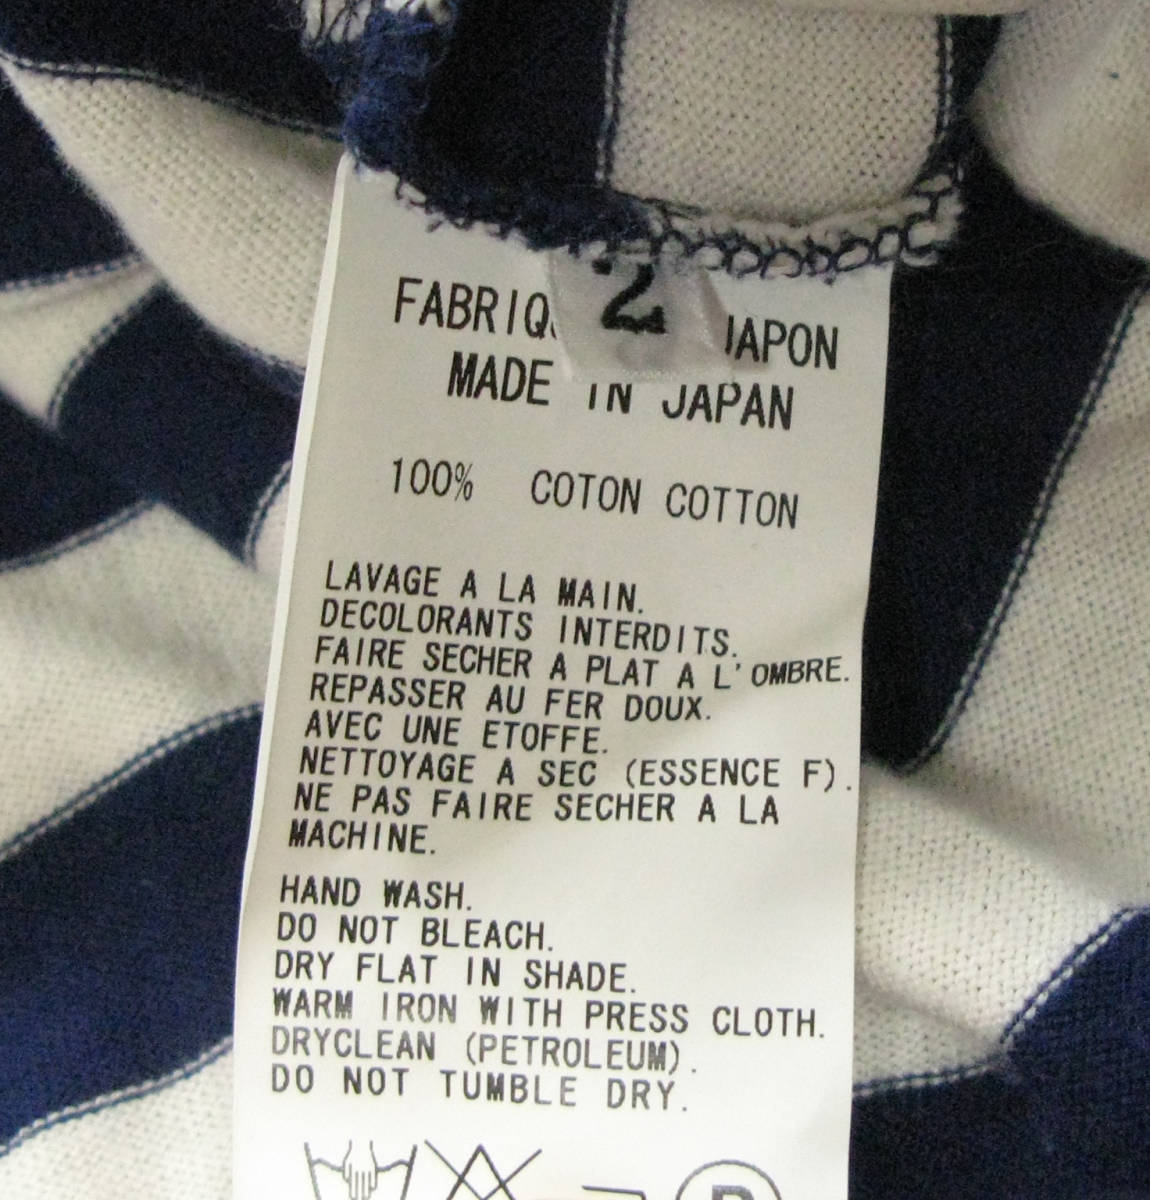 2
JAPON
MADE IN JAPAN
100% COTON COTTON
LAVAGE A LA MAIN.
DECOLORANTS INTERDITS.
FAIRE SECHER A PLAT A L'OMBRE.
REPASSER AU FER DOUX.
AVEC UNE ETOFFE.
NETTOYAGE A SEC (ESSENCE F).
NE PAS FAIRE SECHER A LA
MACHINE.
HAND WASH.
DO NOT BLEACH.
DRY FLAT IN SHADE.
WARM IRON WITH PRESS CLOTH.
DRYCLEAN (PETROLEUM).
DO NOT TUMBLE DRY.